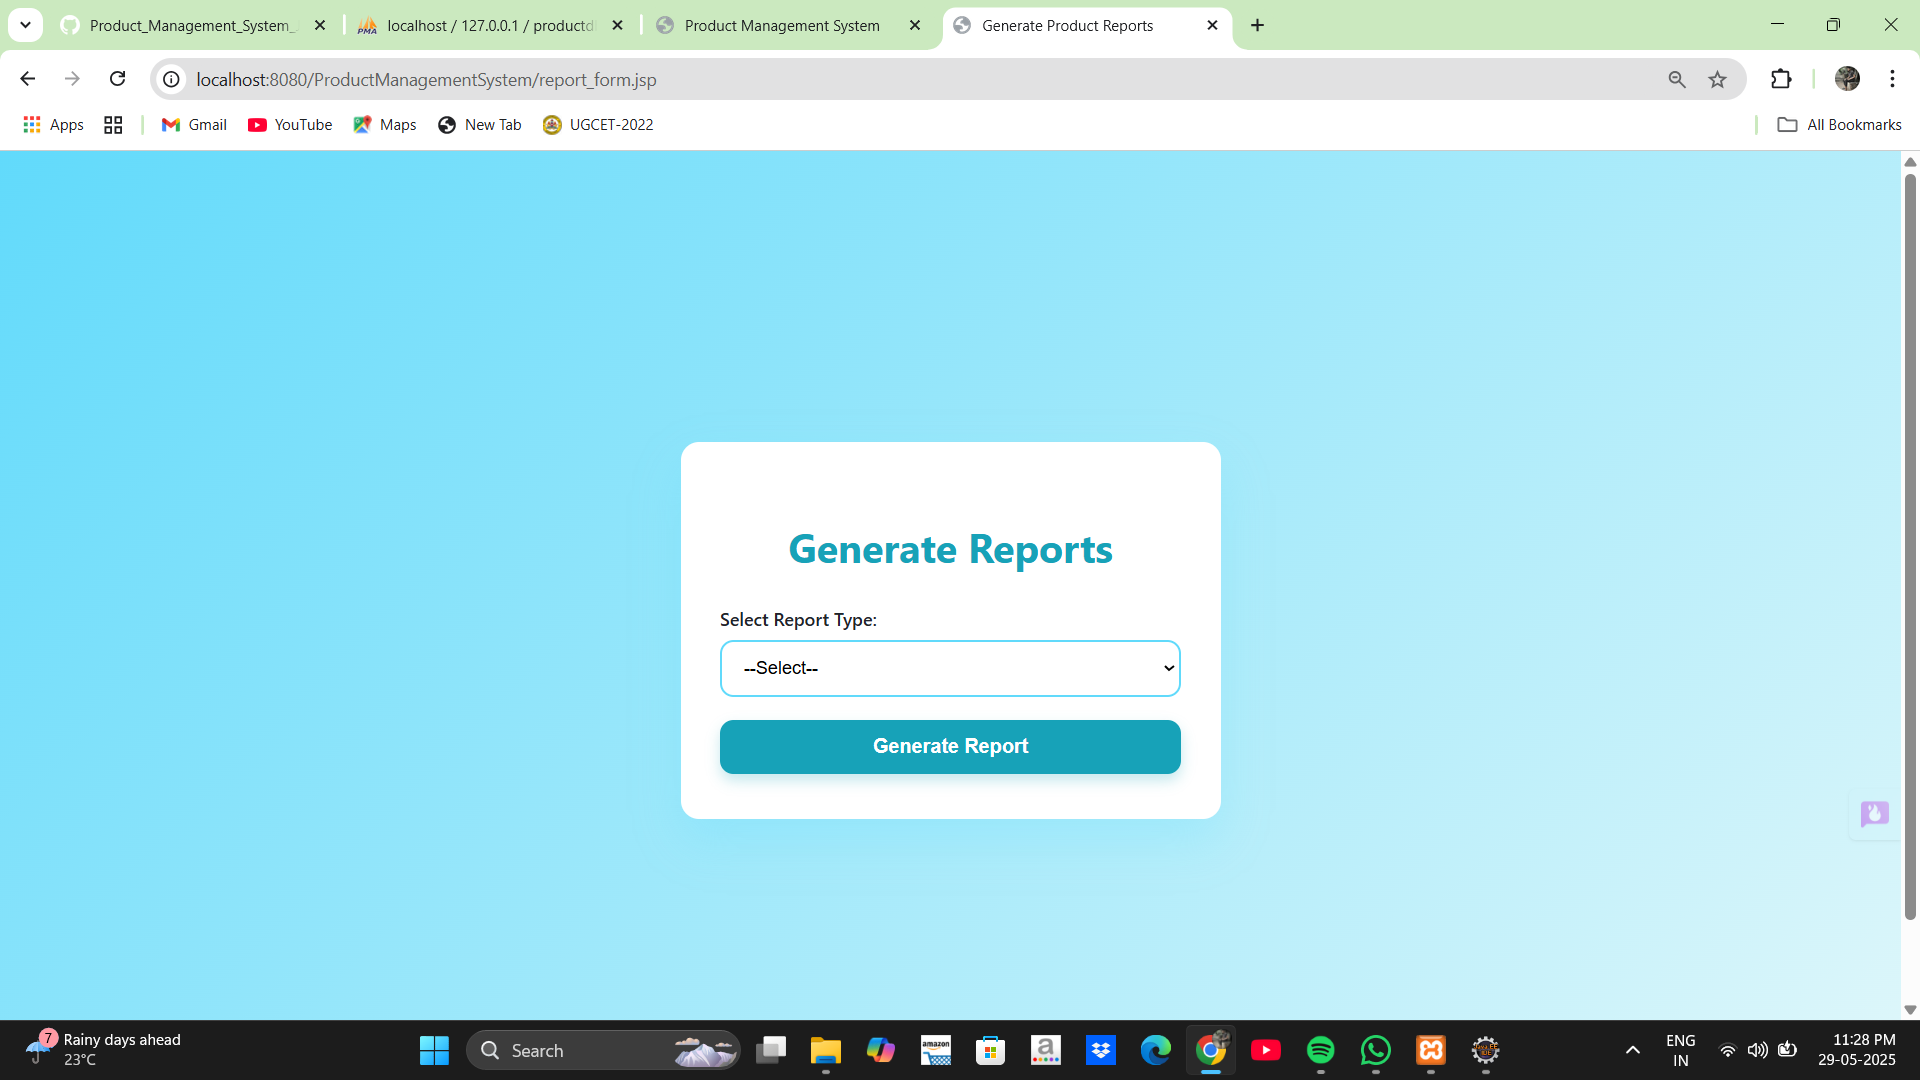 Product_Management_System_
localhost / 127.0.0.1 / productd
Product Management System
Generate Product Reports
localhost:8080/ProductManagementSystem/report_form.jsp
Apps
Gmail
YouTube
Maps
New Tab
UGCET-2022
All Bookmarks
Generate Reports
Select Report Type:
--Select--
Generate Report
7
Rainy days ahead
23°C
Search
amazon
a
ENG
IN
11:28 PM
29-05-2025